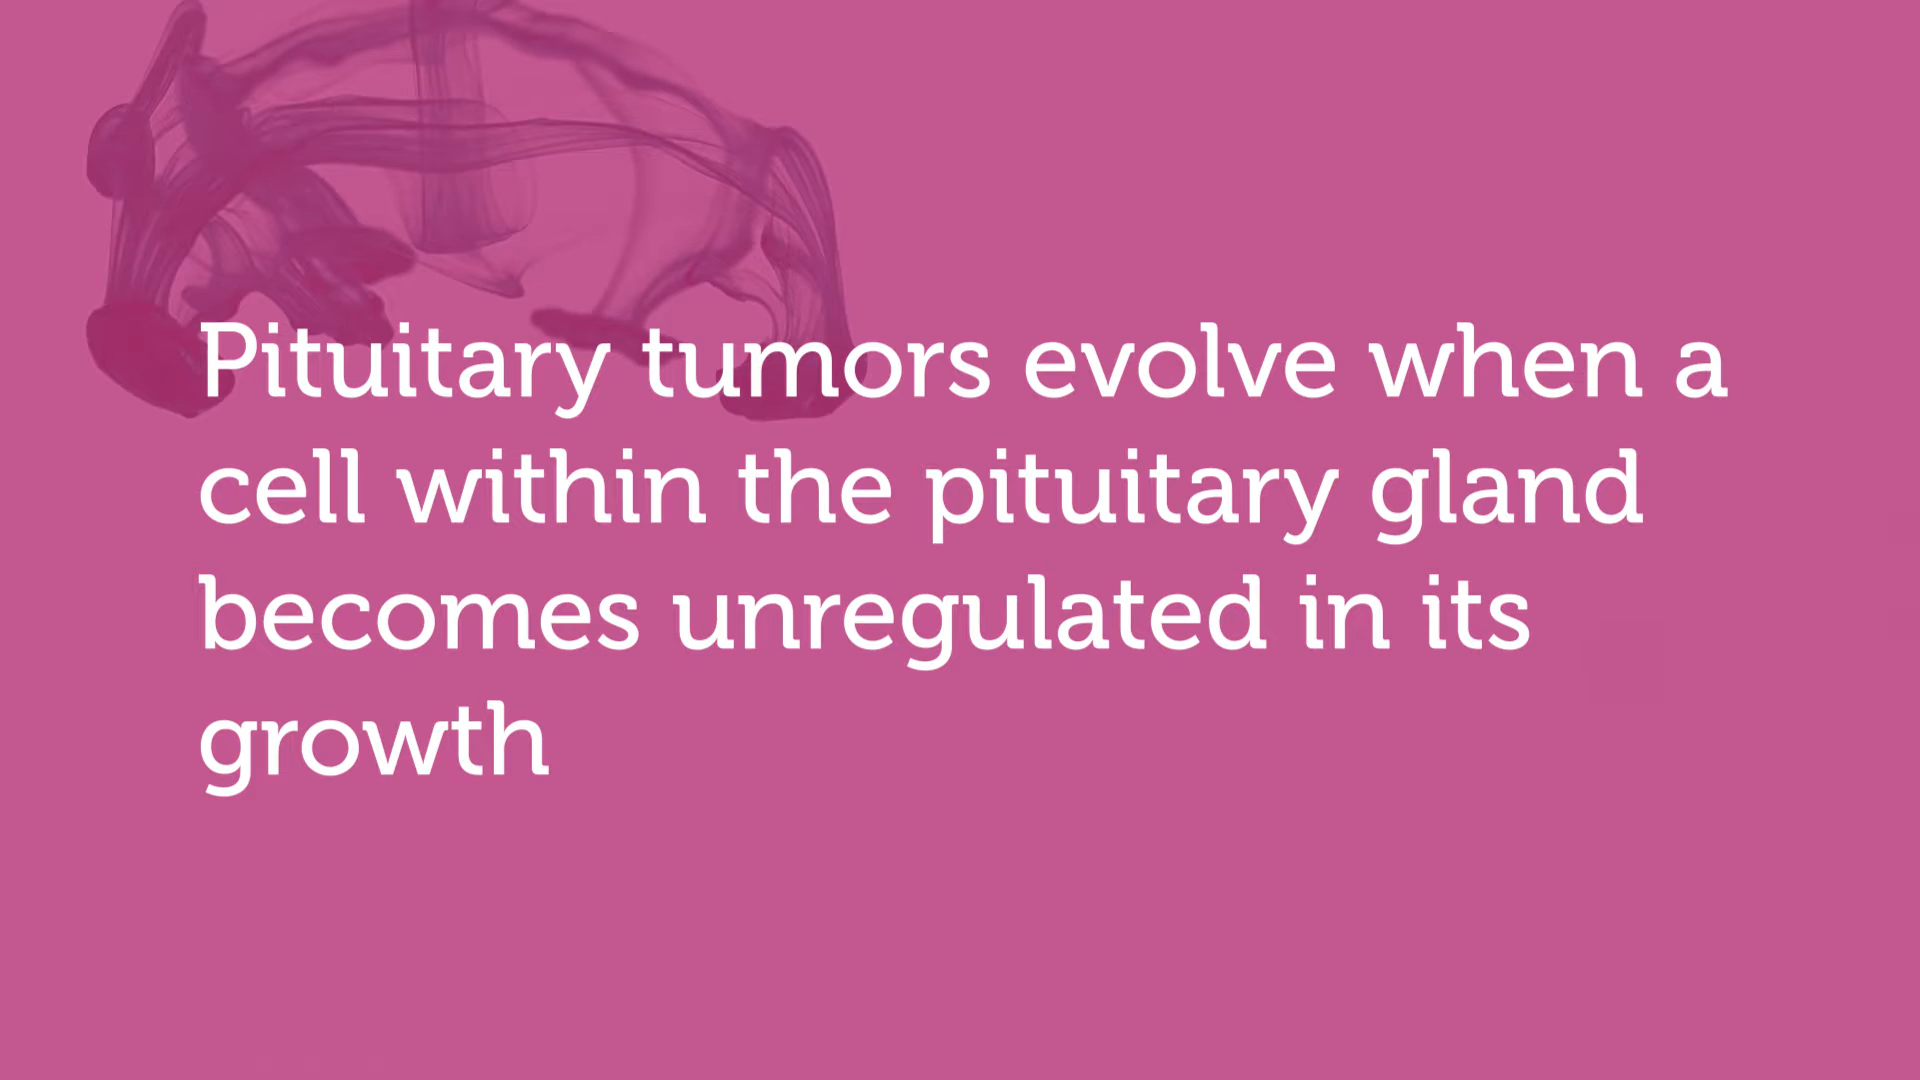 Pituitary tumors evolve when a
cell within the pituitary gland
becomes unregulated in its
growth